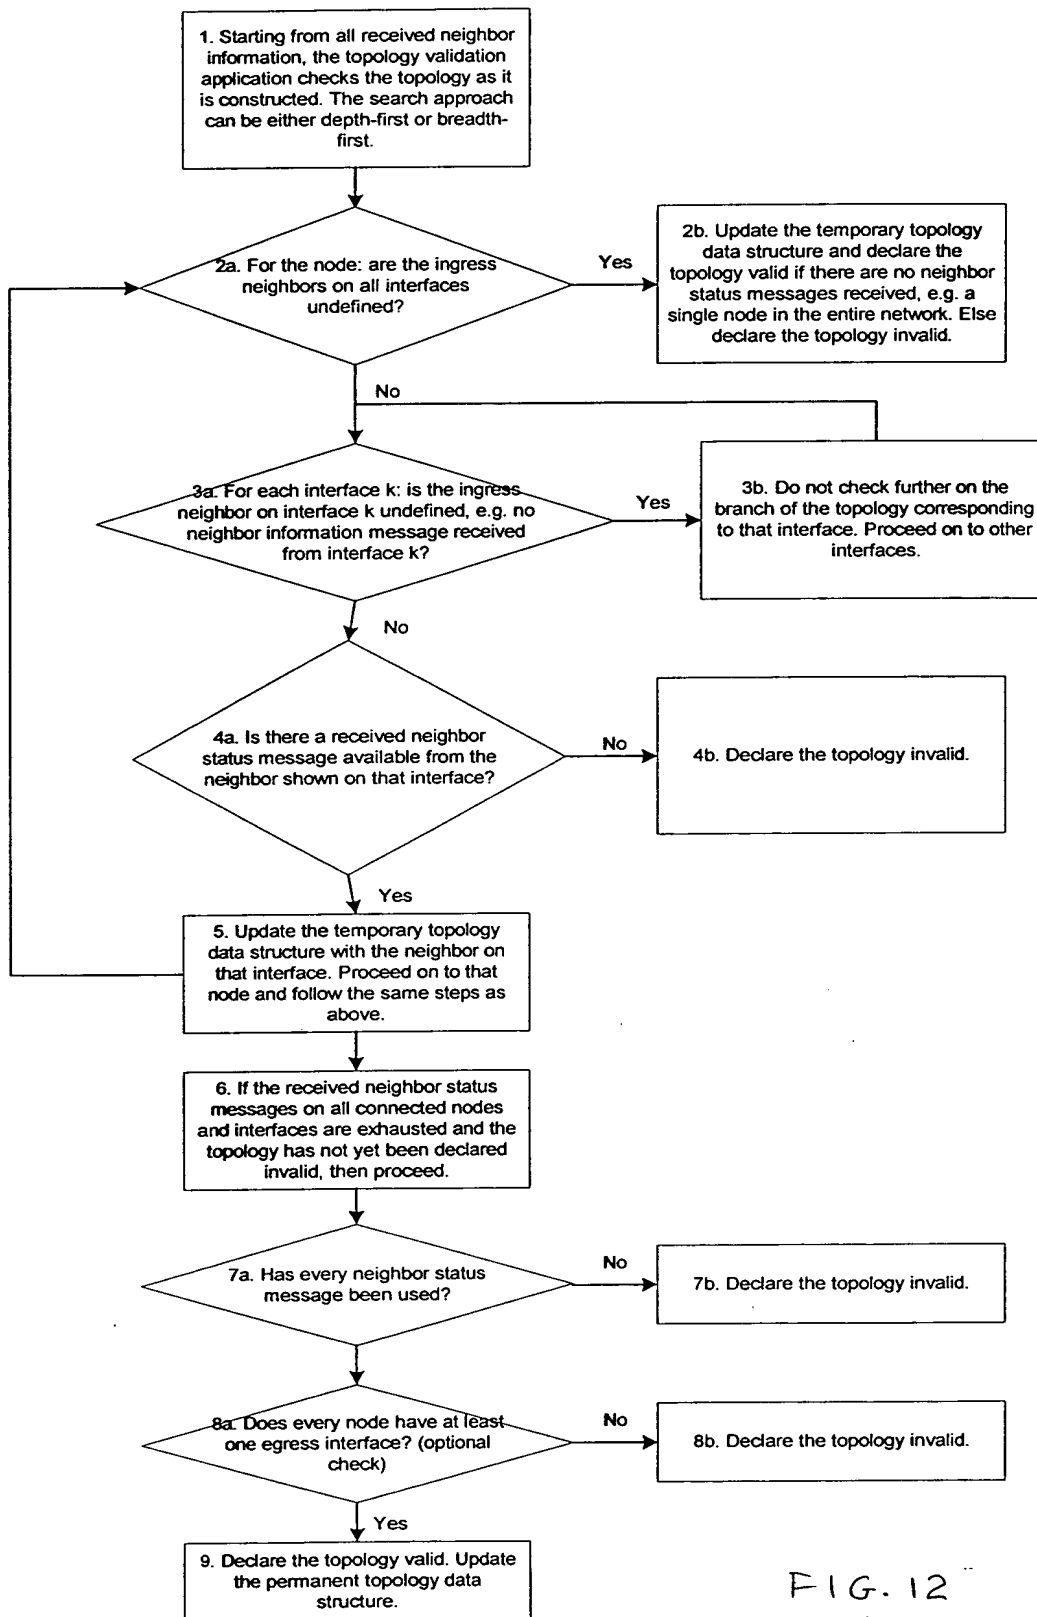 1. Starting from all received neighbor
information, the topology validation
application checks the topology as it
is constructed. The search approach
can be either depth-first or breadth-
first.
2a. For the node: are the ingress
neighbors on all interfaces
undefined?
Yes
2b. Update the temporary topology
data structure and declare the
topology valid if there are no neighbor
status messages received, e.g. a
single node in the entire network. Else
declare the topology invalid.
No
3a. For each interface k: is the ingress
neighbor on interface k undefined, e.g. no
neighbor information message received
from interface k?
Yes
3b. Do not check further on the
branch of the topology corresponding
to that interface. Proceed on to other
interfaces.
No
4a. Is there a received neighbor
status message available from the
neighbor shown on that interface?
No
4b. Declare the topology invalid.
Yes
5. Update the temporary topology
data structure with the neighbor on
that interface. Proceed on to that
node and follow the same steps as
above.
6. If the received neighbor status
messages on all connected nodes
and interfaces are exhausted and the
topology has not yet been declared
invalid, then proceed.
7a. Has every neighbor status
message been used?
No
7b. Declare the topology invalid.
8a. Does every node have at least
one egress interface? (optional
check)
No
8b. Declare the topology invalid.
Yes
9. Declare the topology valid. Update
the permanent topology data
structure.
FIG. 12